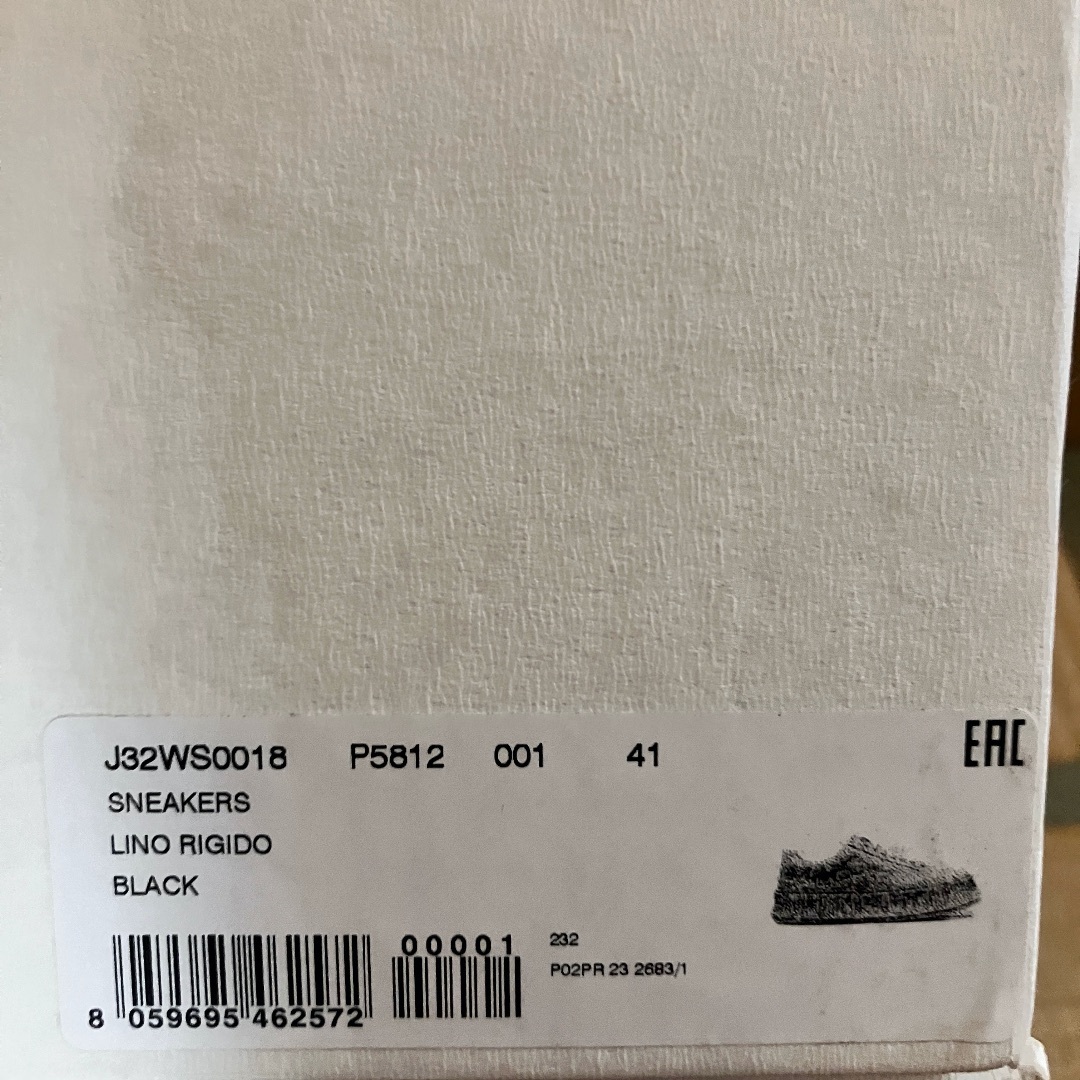 J32WS0018 P5812 001 41
EAC
SNEAKERS
LINO RIGIDO
BLACK
00001
232
P02PR 23 2683/1
8 059695 462572